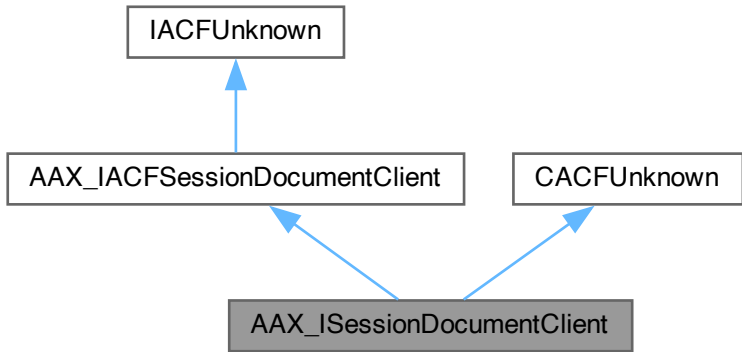 IACFUnknown
AAX_IACFSessionDocumentClient
CACFUnknown
AAX_ISessionDocumentClient